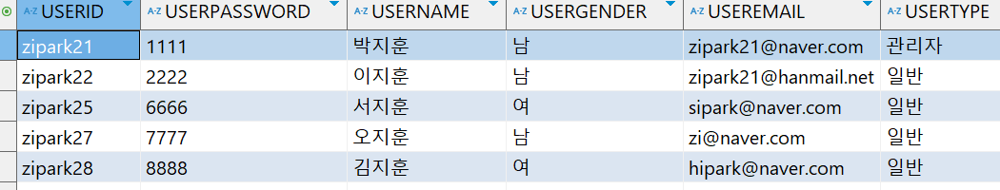 A-Z USERID A-Z USERPASSWORD A-Z USERNAME A-Z USERGENDER A-Z USEREMAIL A-Z USERTYPE
zipark21 1111 박지훈 남 zipark21@naver.com 관리자
zipark22 2222 이지훈 남 zipark21@hanmail.net 일반
zipark25 6666 서지훈 여 sipark@naver.com 일반
zipark27 7777 오지훈 남 zi@naver.com 일반
zipark28 8888 김지훈 여 hipark@naver.com 일반